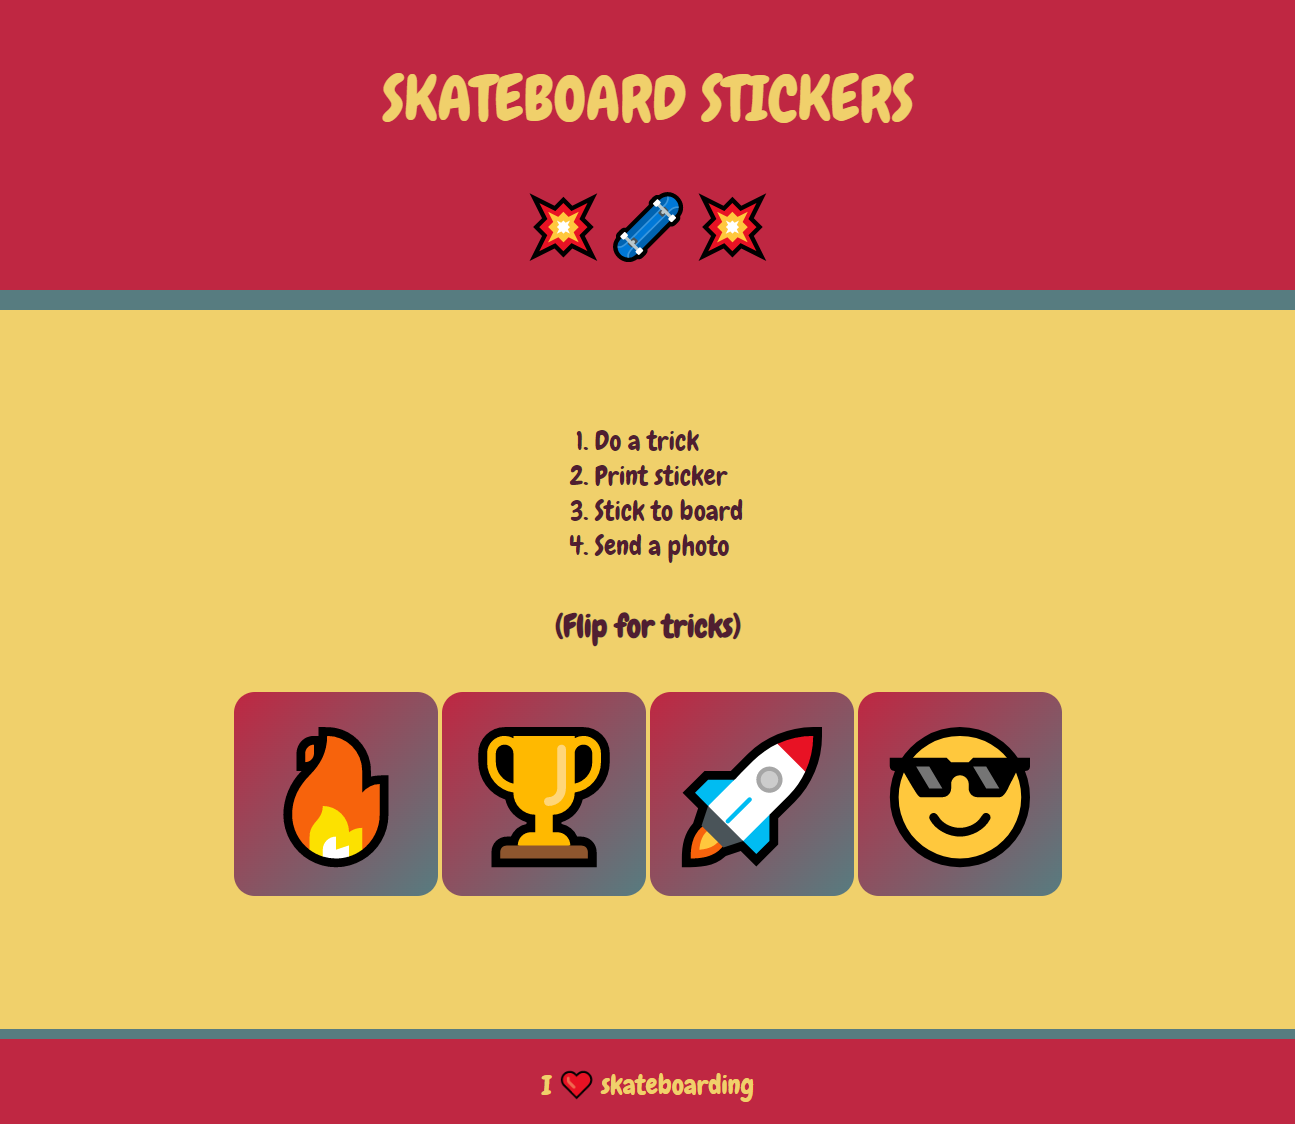 SKATEBOARD STICKERS
1. Do a trick
2. Print sticker
3. Stick to board
4. Send a photo
(Flip for tricks)
I ❤️ skateboarding